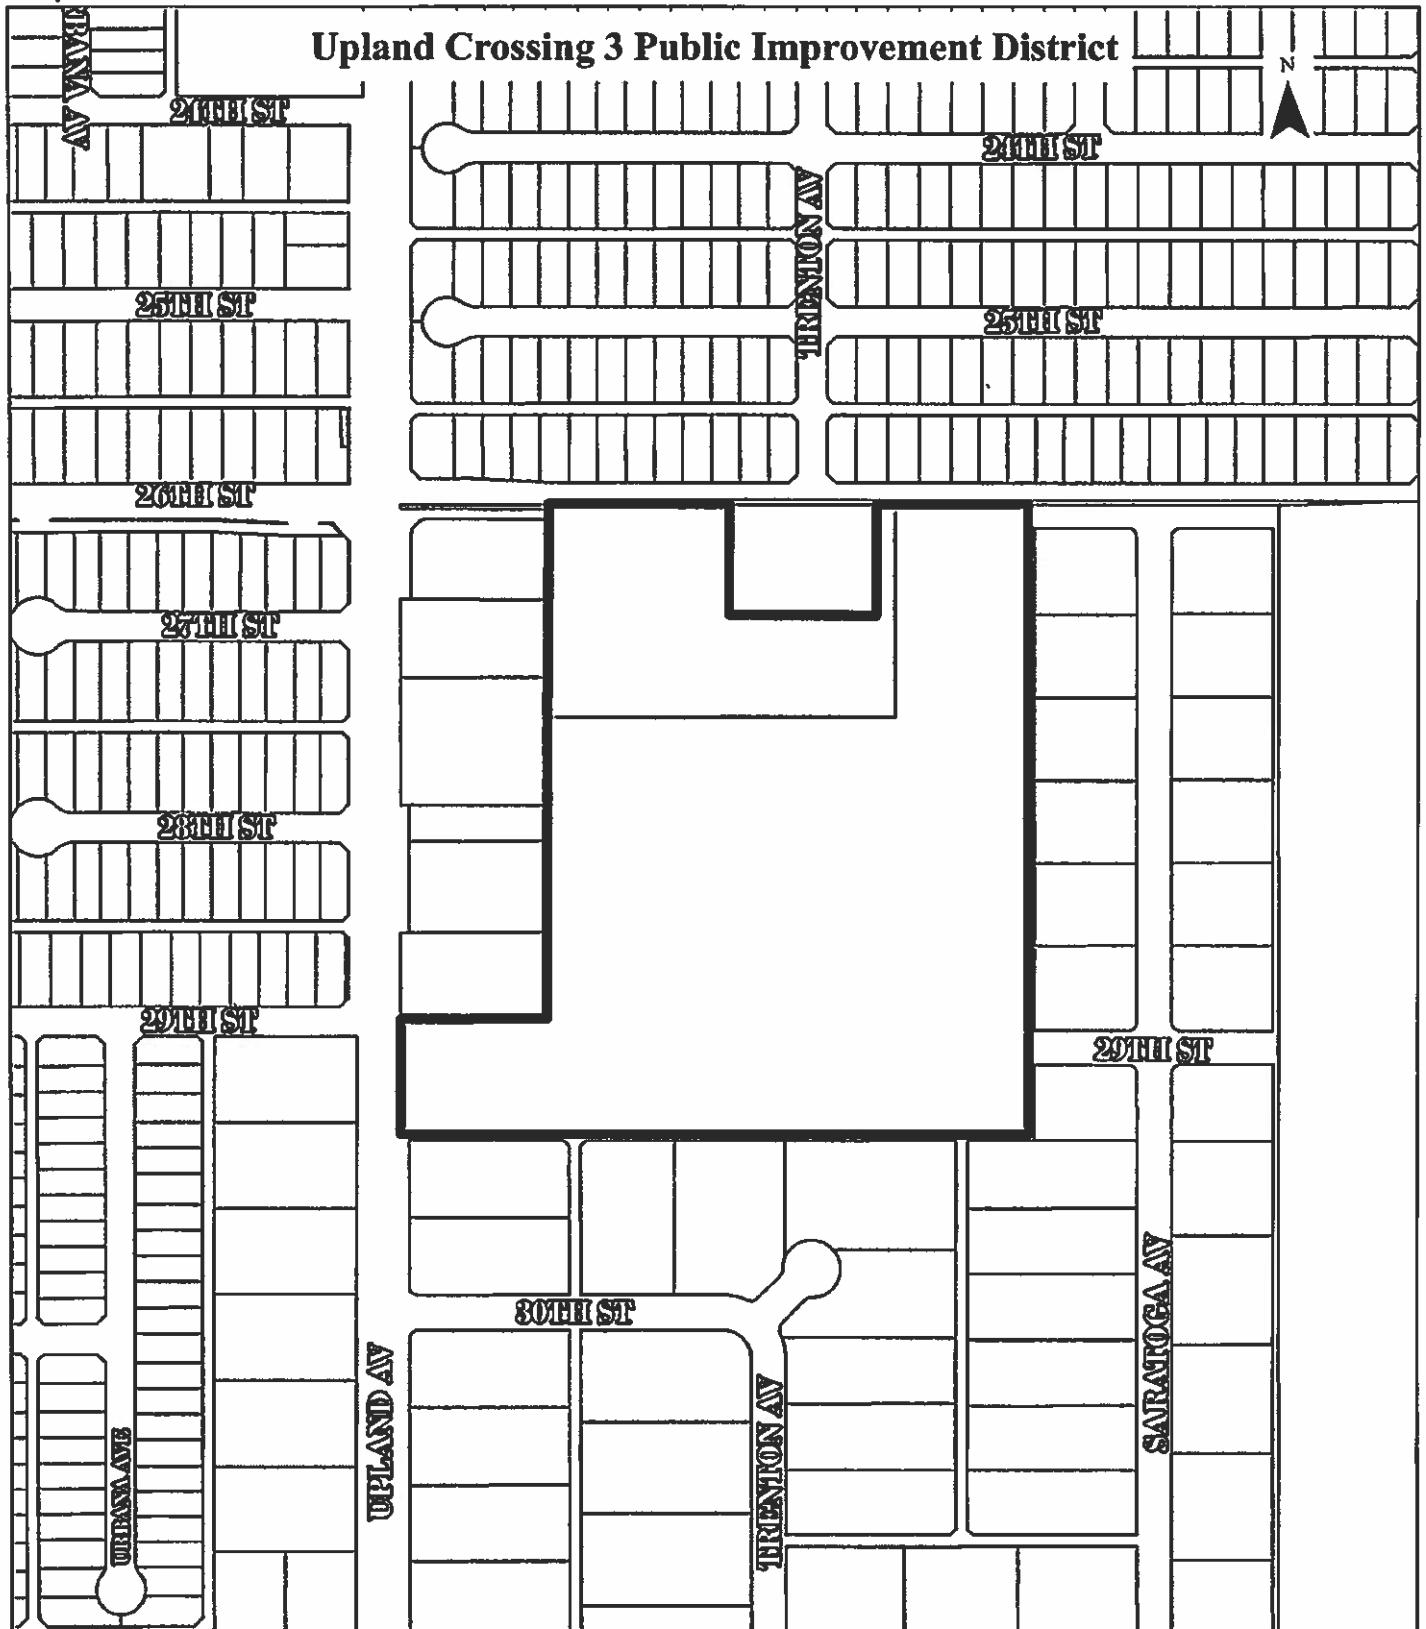 Upland Crossing 3 Public Improvement District
N
24TH ST
24TH ST
TRENTON AV
25TH ST
25TH ST
26TH ST
27TH ST
28TH ST
29TH ST
29TH ST
30TH ST
UPLAND AV
TRENTON AV
SARATOGA AV
URBANA AVE